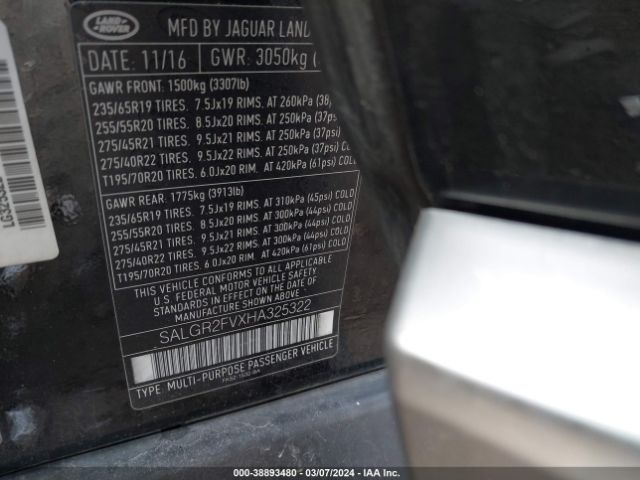 LAND ROVER
MFD BY JAGUAR LAND
DATE: 11/16
GWR: 3050kg (
GAWR FRONT: 1500kg (3307lb)
235/65R19 TIRES. 7.5Jx19 RIMS. AT 260kPa (38
255/55R20 TIRES. 8.5Jx20 RIMS. AT 250kPa (37ps
275/45R21 TIRES. 9.5Jx21 RIMS. AT 250kPa (37psi
275/40R22 TIRES. 9.5Jx22 RIMS. AT 250kPa (37psi) C
T195/70R20 TIRES. 6.0Jx20 RIM. AT 420kPa (61psi) C
GAWR REAR: 1775kg (3913lb)
235/65R19 TIRES. 7.5Jx19 RIMS. AT 310kPa (45psi) COLD
255/55R20 TIRES. 8.5Jx20 RIMS. AT 300kPa (44psi) COLD
275/45R21 TIRES. 9.5Jx21 RIMS. AT 300kPa (44psi) COLD
275/40R22 TIRES. 9.5Jx22 RIMS. AT 300kPa (44psi) COLD
T195/70R20 TIRES. 6.0Jx20 RIM. AT 420kPa (61psi) COLD
THIS VEHICLE CONFORMS TO ALL APPLICABLE
U.S. FEDERAL MOTOR VEHICLE SAFETY
STANDARDS IN EFFECT ON THE DATE OF
MANUFACTURE SHOWN ABOVE.
SALGR2FVXHA325322
TYPE: MULTI-PURPOSE PASSENGER VEHICLE
000-38893480 - 03/07/2024 - IAA Inc.